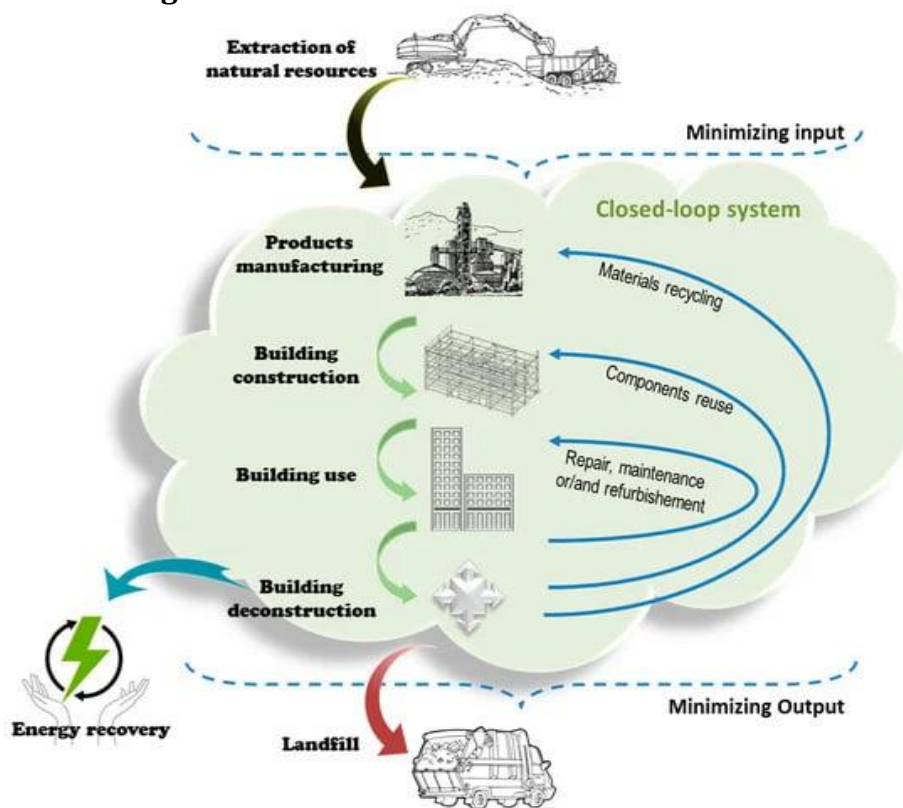 Extraction of
natural resources
Minimizing input
Closed-loop system
Products
manufacturing
Materials recycling
Building
construction
Components reuse
Building use
Repair, maintenance
or/and refurbishement
Building
deconstruction
Energy recovery
Minimizing Output
Landfill